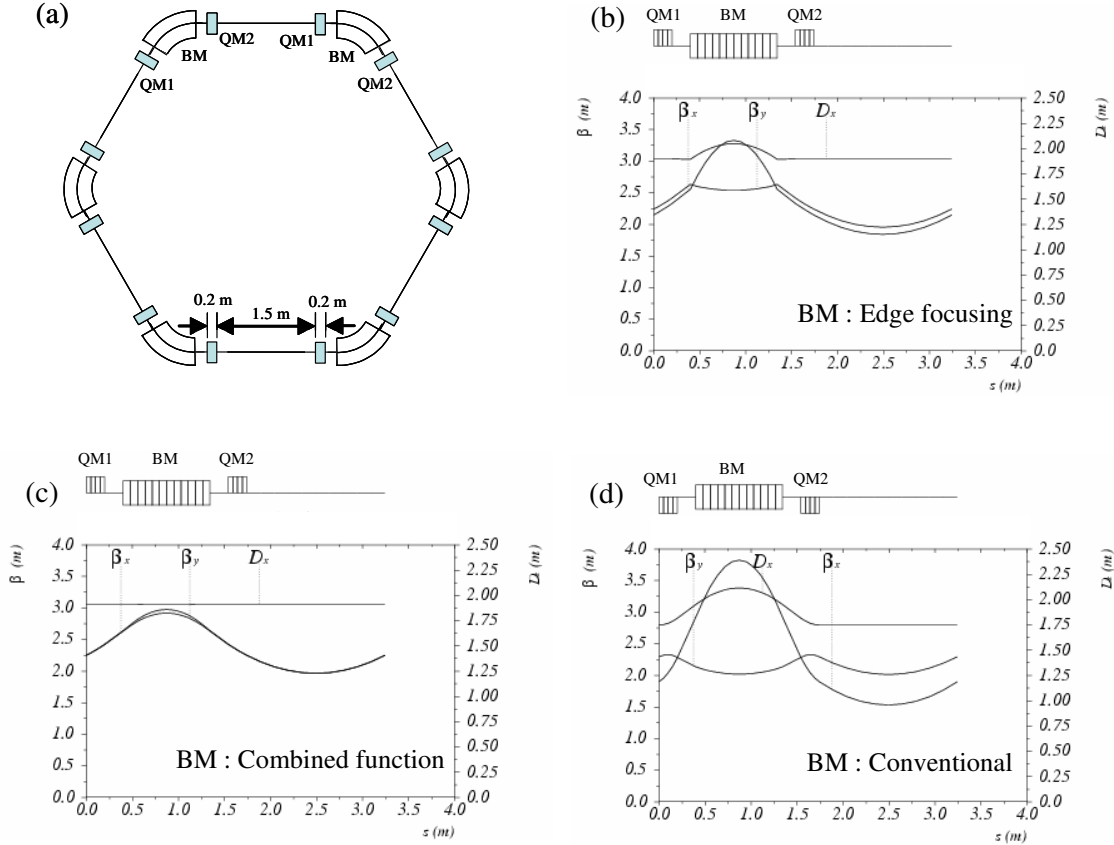 (a)
QM2
QM1
BM
BM
QM1
QM2
0.2 m
0.2 m
1.5 m
(b)
QM1
BM
QM2
β (m)
4.0
3.5
3.0
2.5
2.0
1.5
1.0
0.5
0.0
βx
βy
Dx
2.50
2.25
2.00
1.75
1.50
1.25
1.00
0.75
0.50
0.25
0.00
D (m)
BM : Edge focusing
0.0 0.5 1.0 1.5 2.0 2.5 3.0 3.5 4.0
s (m)
(c)
QM1
BM
QM2
β (m)
4.0
3.5
3.0
2.5
2.0
1.5
1.0
0.5
0.0
βx
βy
Dx
2.50
2.25
2.00
1.75
1.50
1.25
1.00
0.75
0.50
0.25
0.00
D (m)
BM : Combined function
0.0 0.5 1.0 1.5 2.0 2.5 3.0 3.5 4.0
s (m)
(d)
QM1
BM
QM2
β (m)
4.0
3.5
3.0
2.5
2.0
1.5
1.0
0.5
0.0
βy
Dx
βx
2.50
2.25
2.00
1.75
1.50
1.25
1.00
0.75
0.50
0.25
0.00
D (m)
BM : Conventional
0.0 0.5 1.0 1.5 2.0 2.5 3.0 3.5 4.0
s (m)